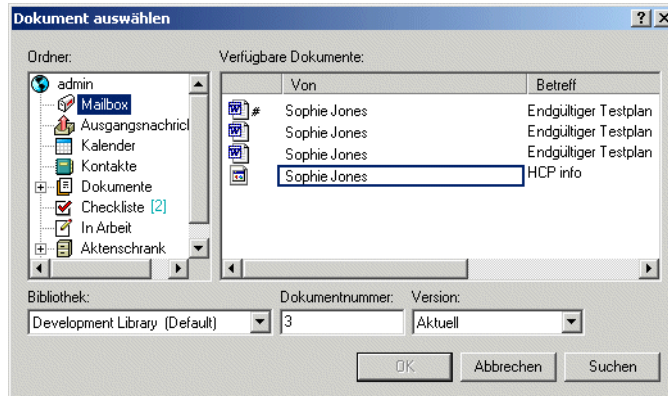 Dokument auswählen
Ordner:
Verfügbare Dokumente:
admin
Mailbox
Ausgangsnachricl
Kalender
Kontakte
Dokumente
Checkliste [2]
In Arbeit
Aktenschrank
Von Betreff
# Sophie Jones Endgültiger Testplan
Sophie Jones Endgültiger Testplan
Sophie Jones Endgültiger Testplan
Sophie Jones HCP info
Bibliothek: Dokumentnummer: Version:
Development Library (Default) 3 Aktuell
OK Abbrechen Suchen